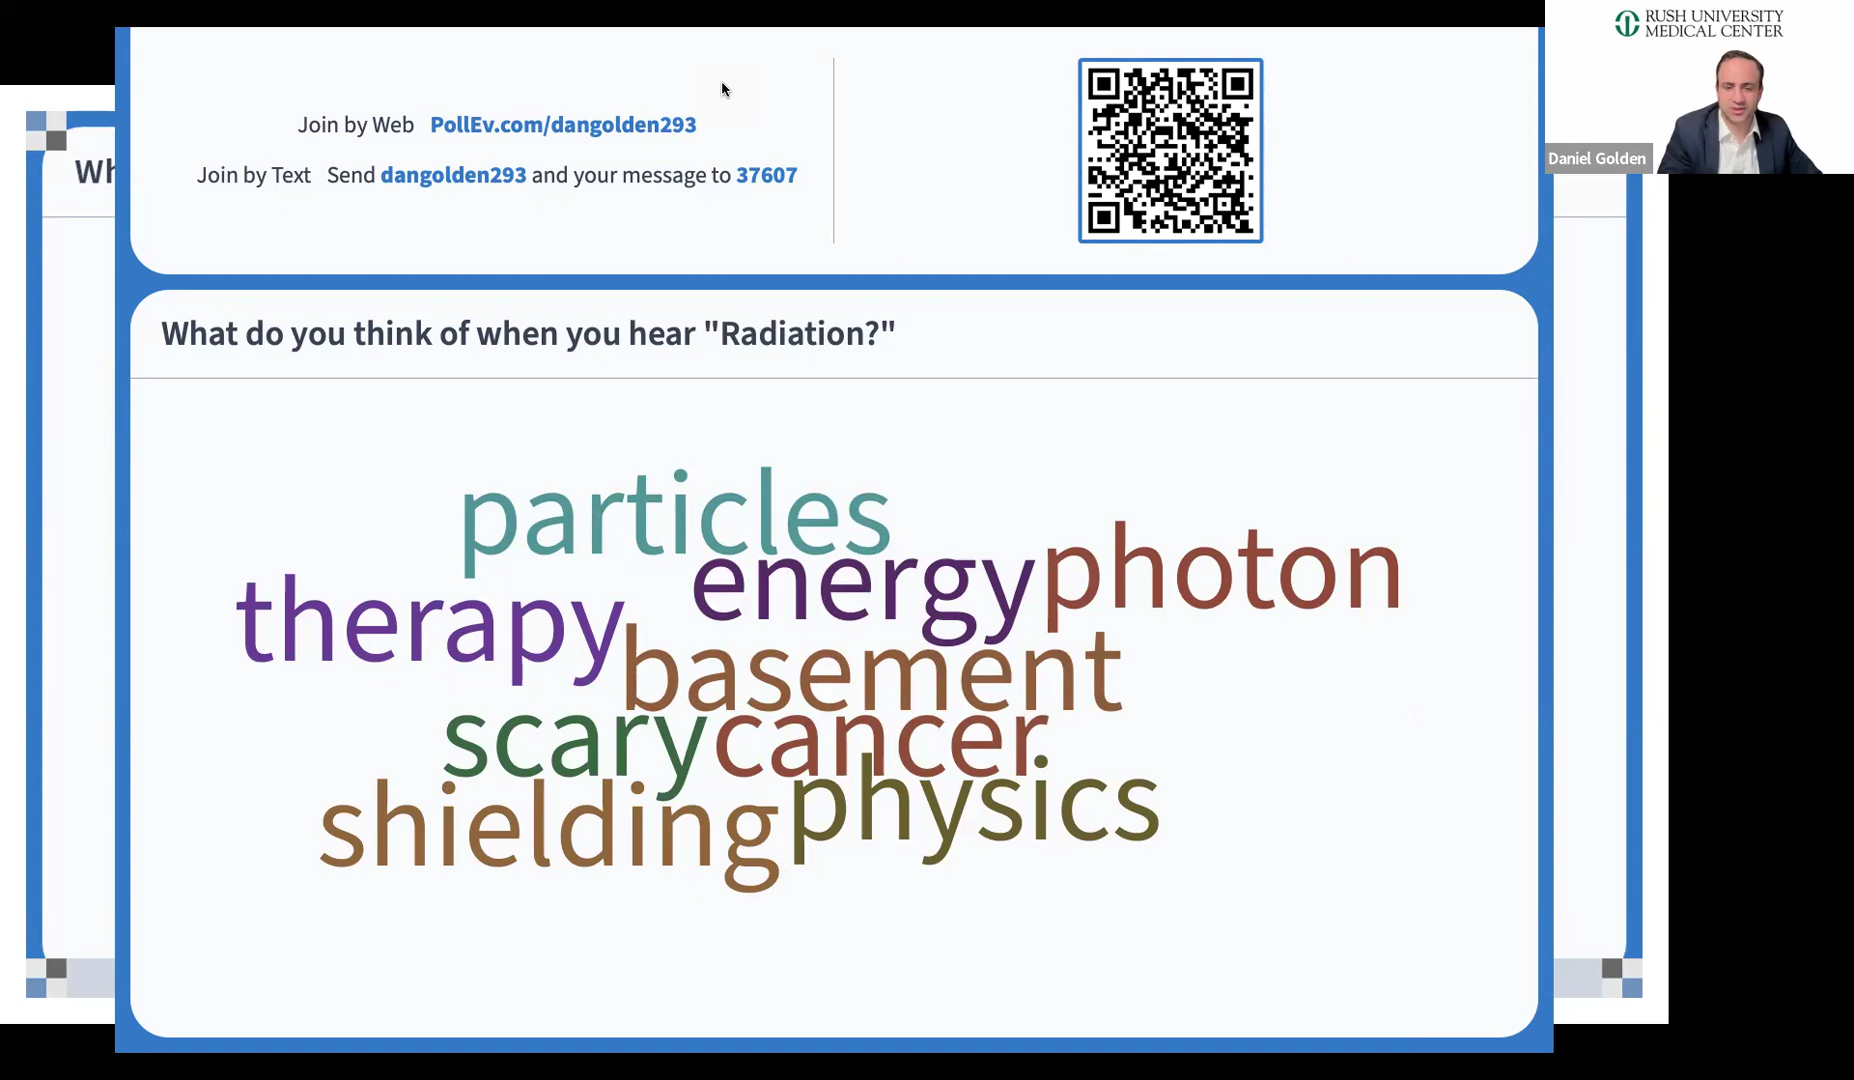 RUSH UNIVERSITY
MEDICAL CENTER
Daniel Golden
Join by Web PollEv.com/dangolden293
Join by Text Send dangolden293 and your message to 37607
Wh
What do you think of when you hear "Radiation?"
particles
energy photon
therapy
basement
scary cancer
shielding physics